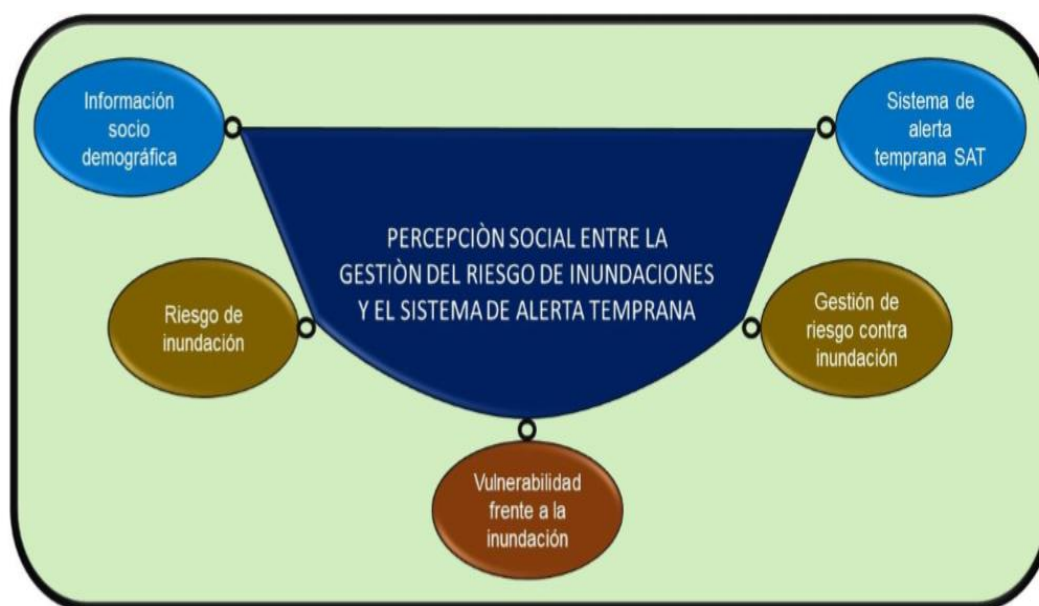 Información
socio
demográfica
Sistema de
alerta
temprana SAT
PERCEPCIÒN SOCIAL ENTRE LA
GESTIÒN DEL RIESGO DE INUNDACIONES
Y EL SISTEMA DE ALERTA TEMPRANA
Riesgo de
inundación
Gestión de
riesgo contra
inundación
Vulnerabilidad
frente a la
inundación